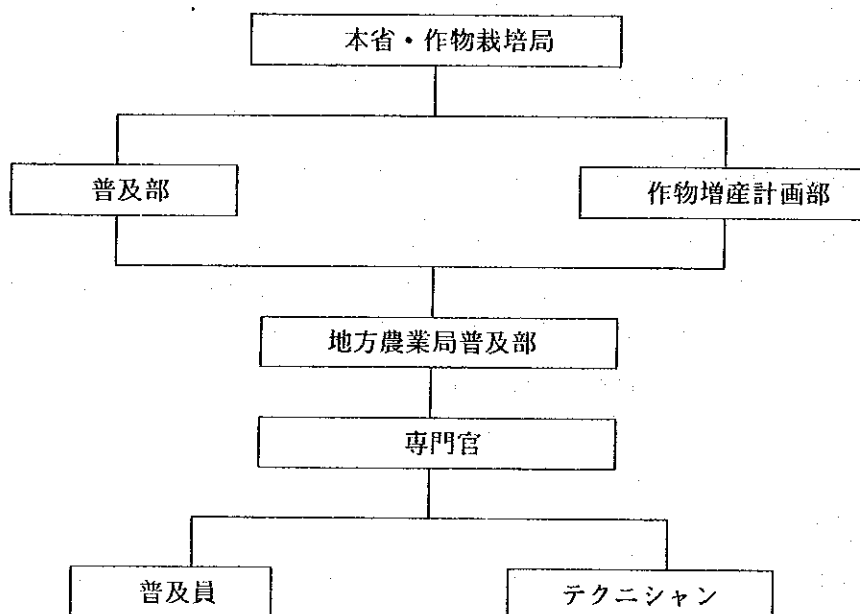 本省・作物栽培局
普及部
作物増産計画部
地方農業局普及部
専門官
普及員
テクニシャン